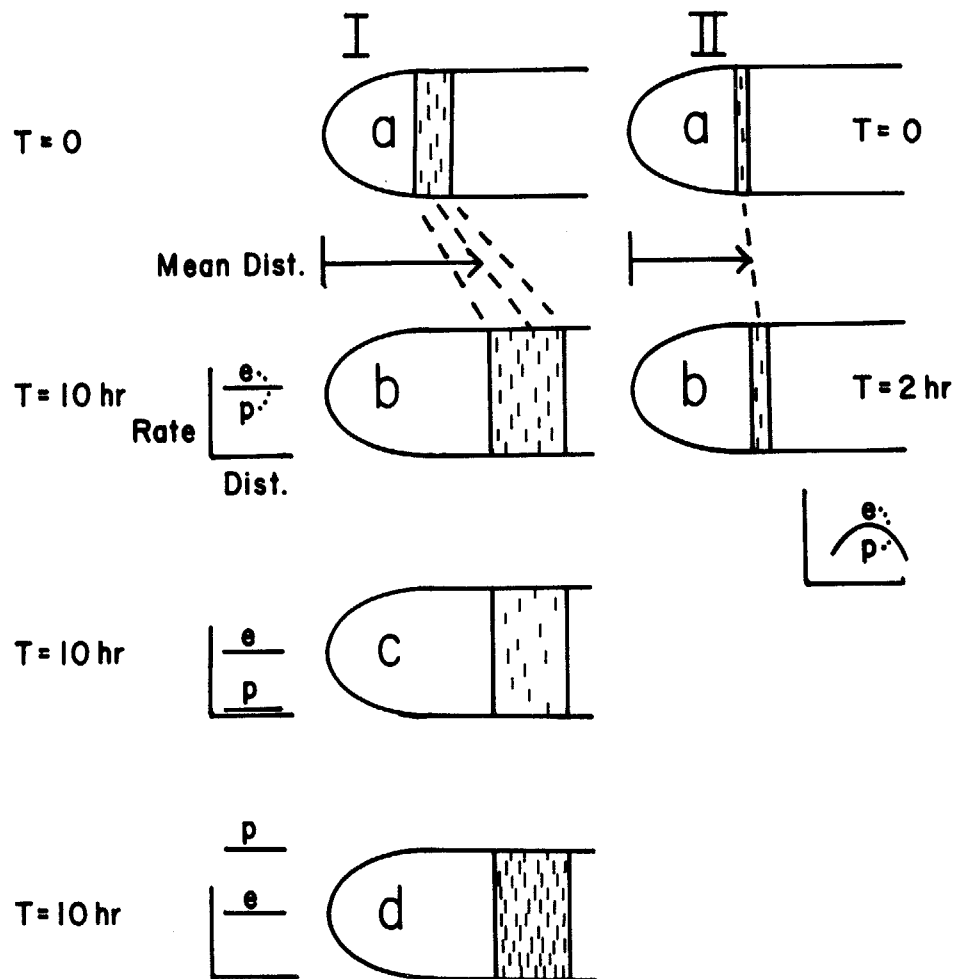 I II
T = 0 a a T = 0
Mean Dist.
T = 10 hr e p b b T = 2 hr
Rate
Dist.
e
p
T = 10 hr e p c
p
T = 10 hr e d